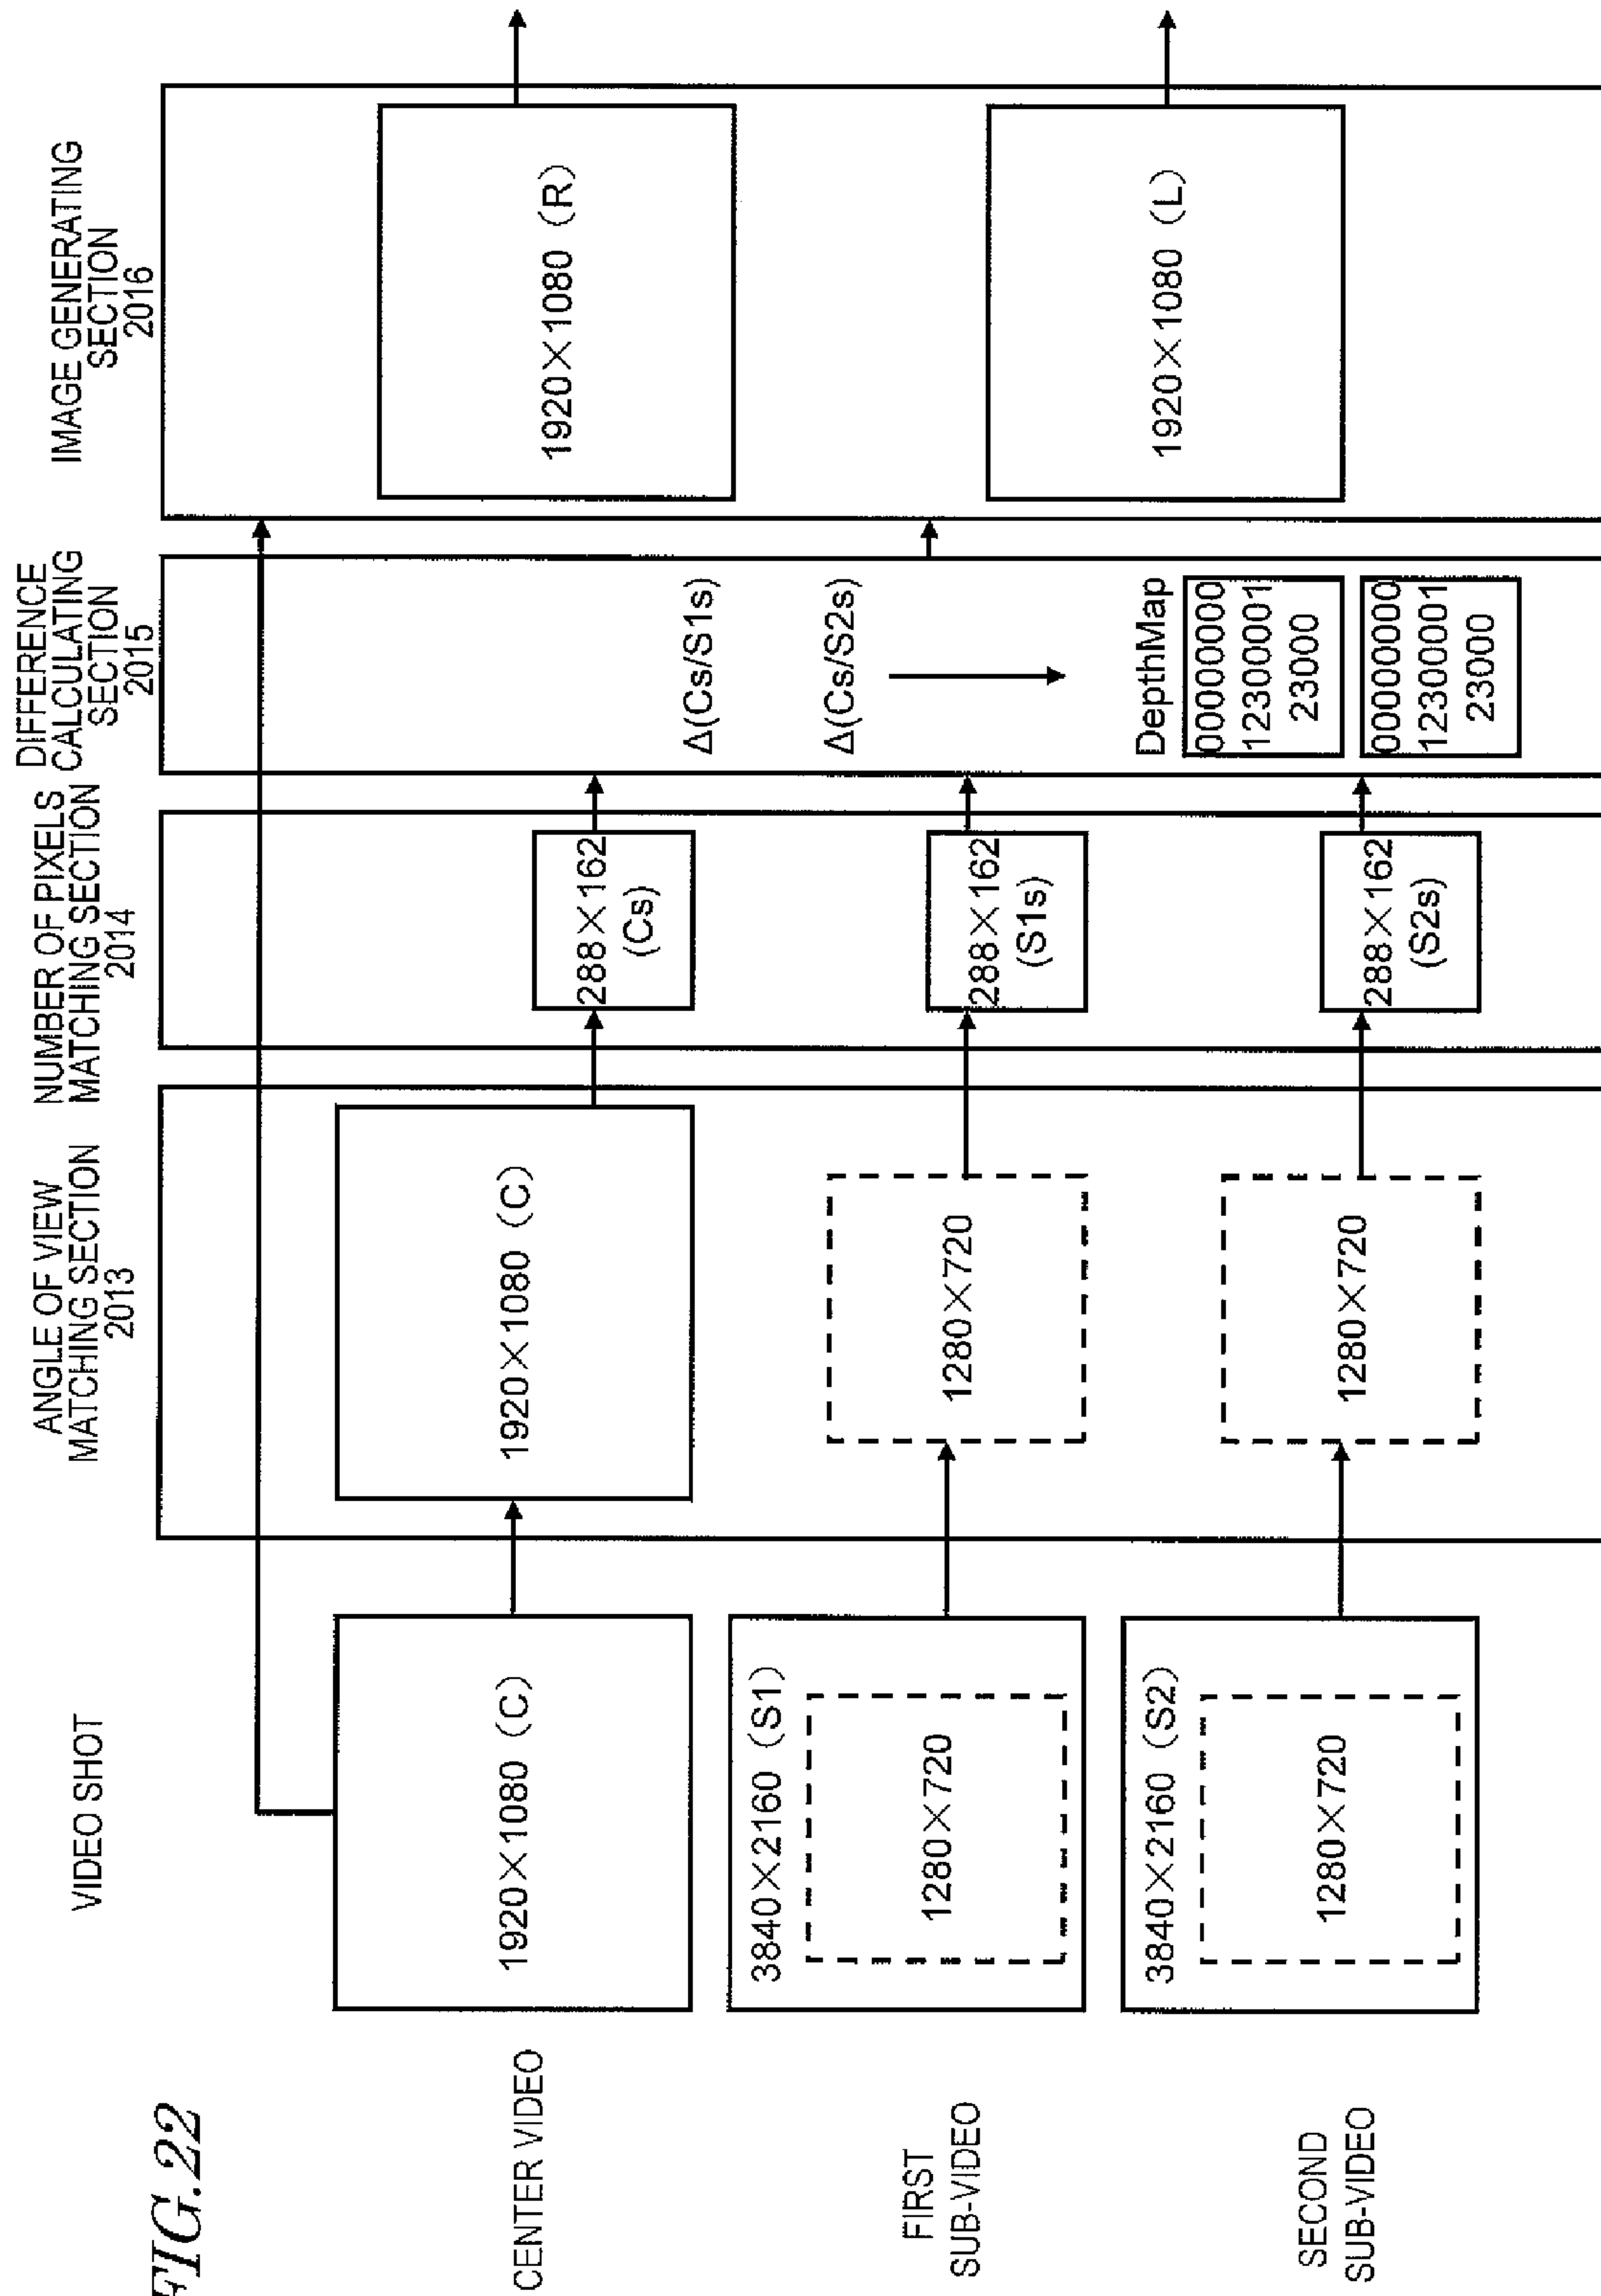 FIG.22
VIDEO SHOT
ANGLE OF VIEW
MATCHING SECTION
2013
NUMBER OF PIXELS
MATCHING SECTION
2014
DIFFERENCE
CALCULATING
SECTION
2015
IMAGE GENERATING
SECTION
2016
CENTER VIDEO
1920×1080 (C)
1920×1080 (C)
288×162
(Cs)
Δ(Cs/S1s)
Δ(Cs/S2s)
1920×1080 (R)
FIRST
SUB-VIDEO
3840×2160 (S1)
1280×720
1280×720
288×162
(S1s)
DepthMap
00000000
12300001
23000
00000000
12300001
23000
1920×1080 (L)
SECOND
SUB-VIDEO
3840×2160 (S2)
1280×720
1280×720
288×162
(S2s)